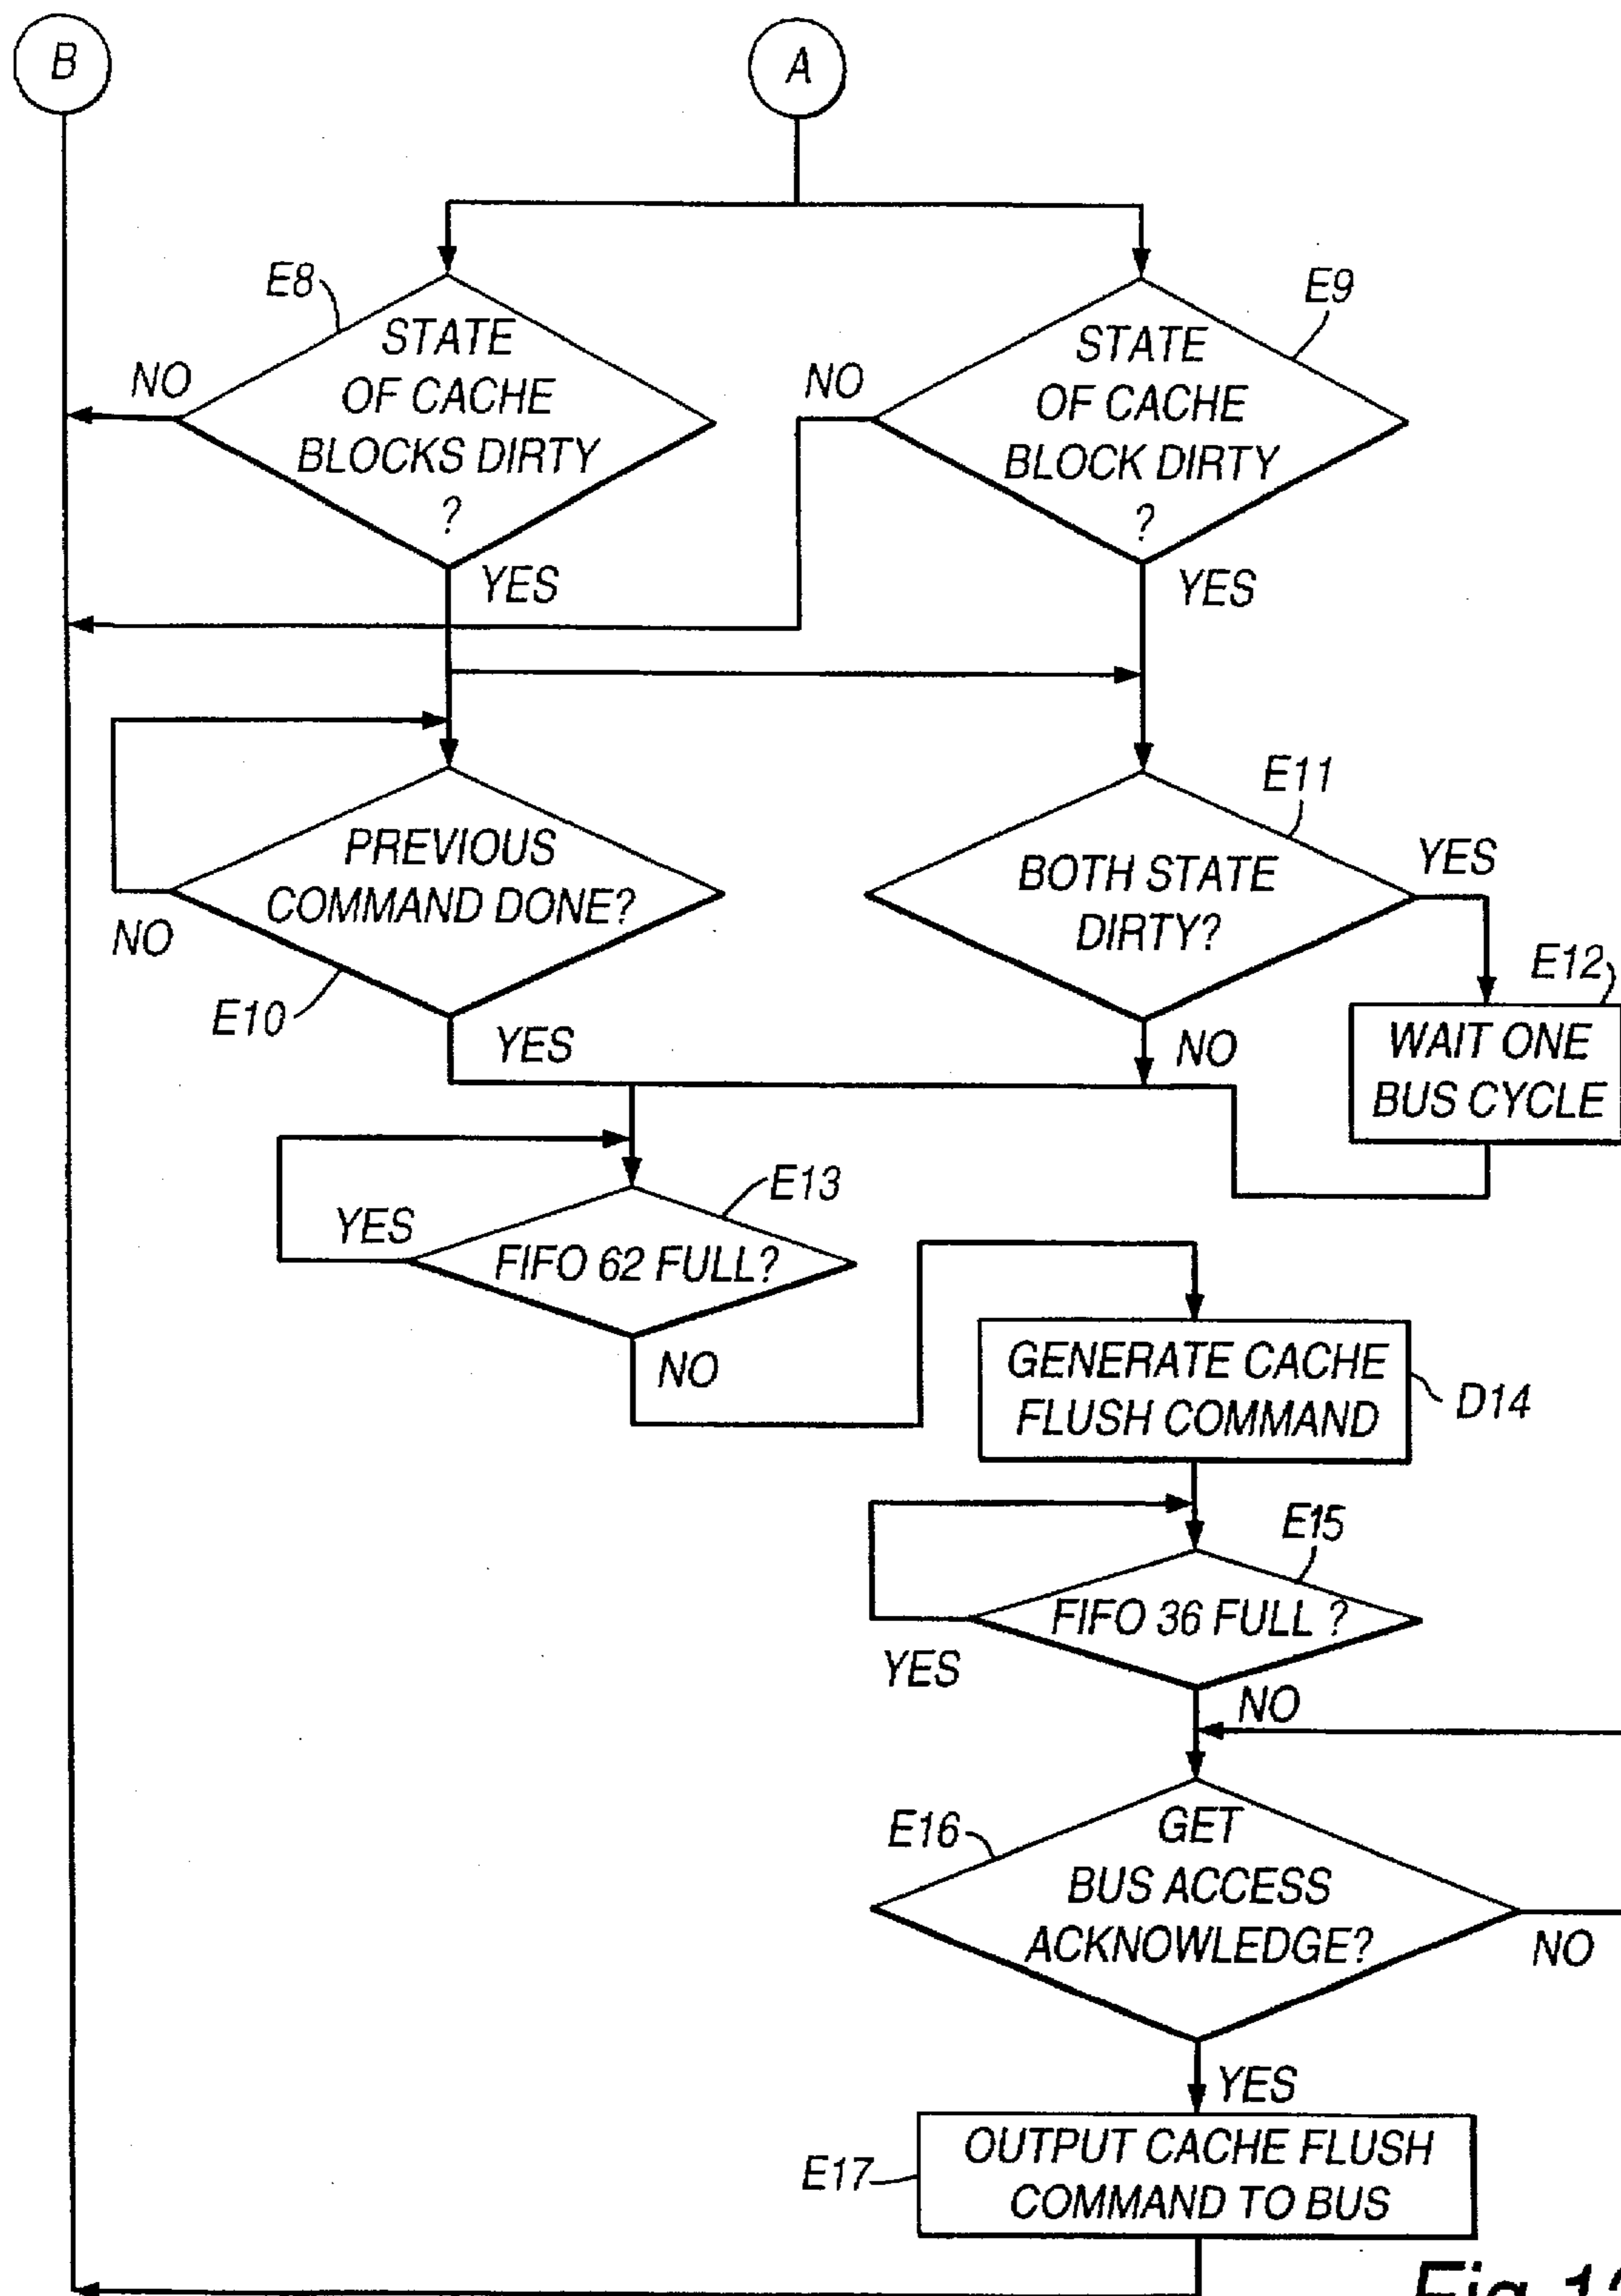 B
A
E8
STATE
OF CACHE
BLOCKS DIRTY
?
NO
YES
E9
STATE
OF CACHE
BLOCK DIRTY
?
NO
YES
PREVIOUS
COMMAND DONE?
NO
E10
YES
E11
BOTH STATE
DIRTY?
YES
NO
E12
WAIT ONE
BUS CYCLE
E13
FIFO 62 FULL?
YES
NO
GENERATE CACHE
FLUSH COMMAND
D14
E15
FIFO 36 FULL ?
YES
NO
E16
GET
BUS ACCESS
ACKNOWLEDGE?
NO
YES
E17
OUTPUT CACHE FLUSH
COMMAND TO BUS